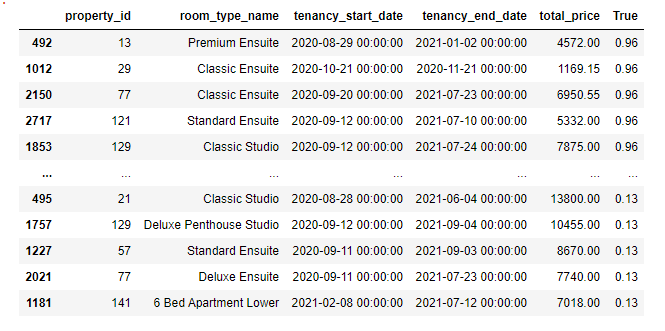 property_id room_type_name tenancy_start_date tenancy_end_date total_price True
492 13 Premium Ensuite 2020-08-29 00:00:00 2021-01-02 00:00:00 4572.00 0.96
1012 29 Classic Ensuite 2020-10-21 00:00:00 2020-11-21 00:00:00 1169.15 0.96
2150 77 Classic Ensuite 2020-09-20 00:00:00 2021-07-23 00:00:00 6950.55 0.96
2717 121 Standard Ensuite 2020-09-12 00:00:00 2021-07-10 00:00:00 5332.00 0.96
1853 129 Classic Studio 2020-09-12 00:00:00 2021-07-24 00:00:00 7875.00 0.96
... ... ... ... ... ... ...
495 21 Classic Studio 2020-08-28 00:00:00 2021-06-04 00:00:00 13800.00 0.13
1757 129 Deluxe Penthouse Studio 2020-09-12 00:00:00 2021-09-04 00:00:00 10455.00 0.13
1227 57 Standard Ensuite 2020-09-11 00:00:00 2021-09-03 00:00:00 8670.00 0.13
2021 77 Deluxe Ensuite 2020-09-11 00:00:00 2021-07-23 00:00:00 7740.00 0.13
1181 141 6 Bed Apartment Lower 2021-02-08 00:00:00 2021-07-12 00:00:00 7018.00 0.13